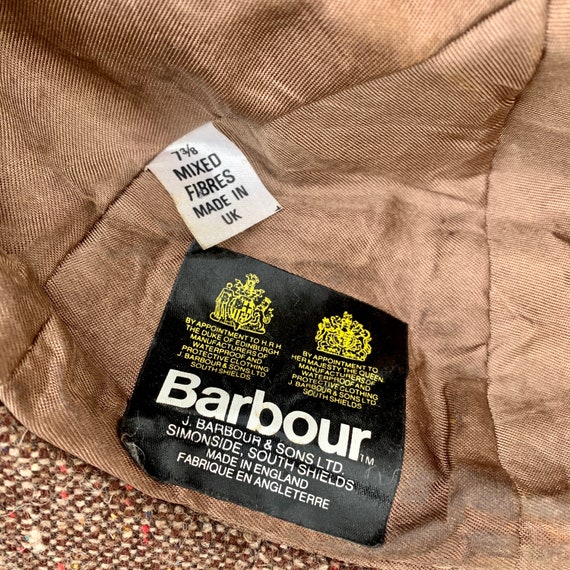 7 3/8
MIXED
FIBRES
MADE IN
UK
BY APPOINTMENT TO H.R.H.
THE DUKE OF EDINBURGH
MANUFACTURERS OF
WATERPROOF AND
PROTECTIVE CLOTHING
J. BARBOUR & SONS LTD
SOUTH SHIELDS
BY APPOINTMENT TO
HER MAJESTY THE QUEEN
MANUFACTURERS OF
WATERPROOF AND
PROTECTIVE CLOTHING
J. BARBOUR & SONS LTD
SOUTH SHIELDS
Barbour TM
J. BARBOUR & SONS LTD.
SIMONSIDE, SOUTH SHIELDS
MADE IN ENGLAND
FABRIQUE EN ANGLETERRE